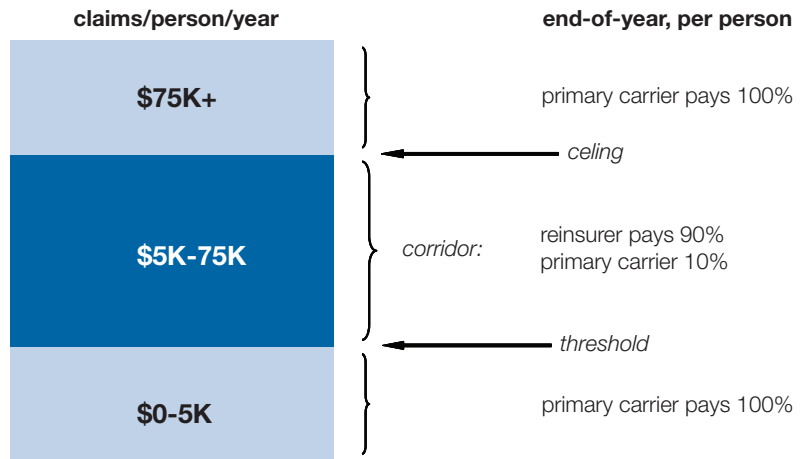 claims/person/year
end-of-year, per person
$75K+
primary carrier pays 100%
celing
$5K-75K
corridor:
reinsurer pays 90%
primary carrier 10%
threshold
$0-5K
primary carrier pays 100%